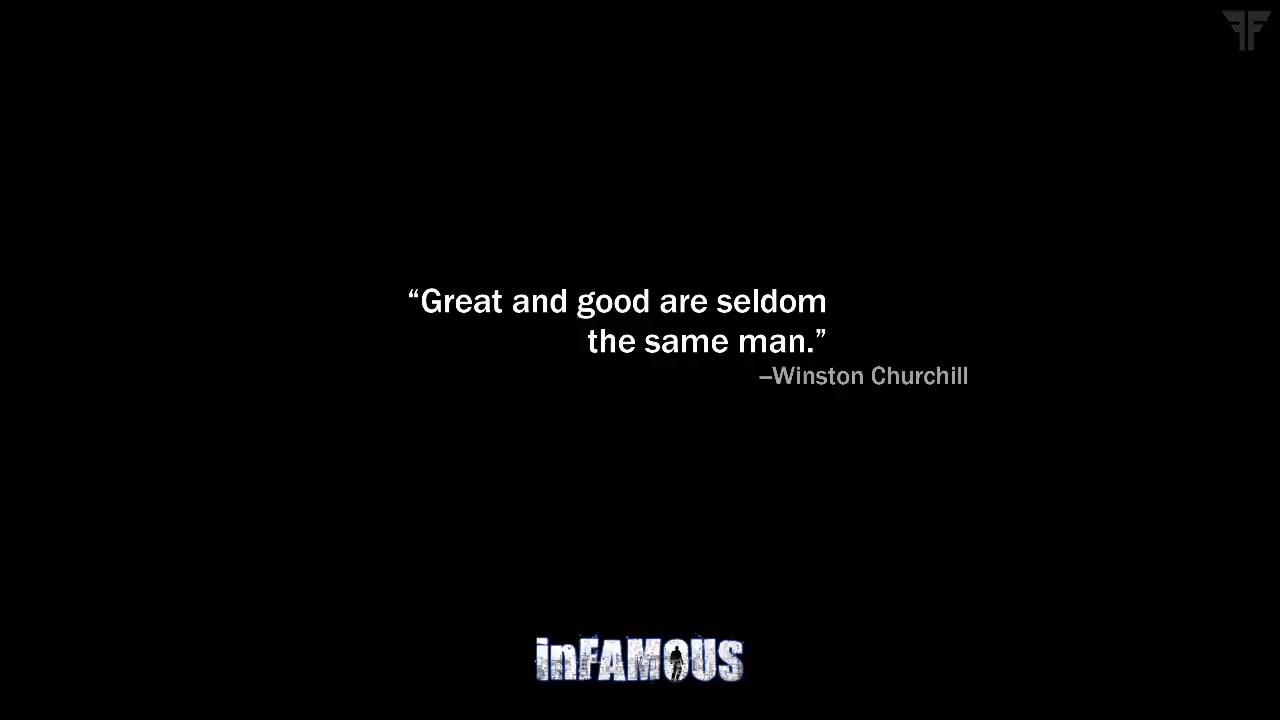 “Great and good are seldom
the same man.”
–Winston Churchill
inFAMOUS